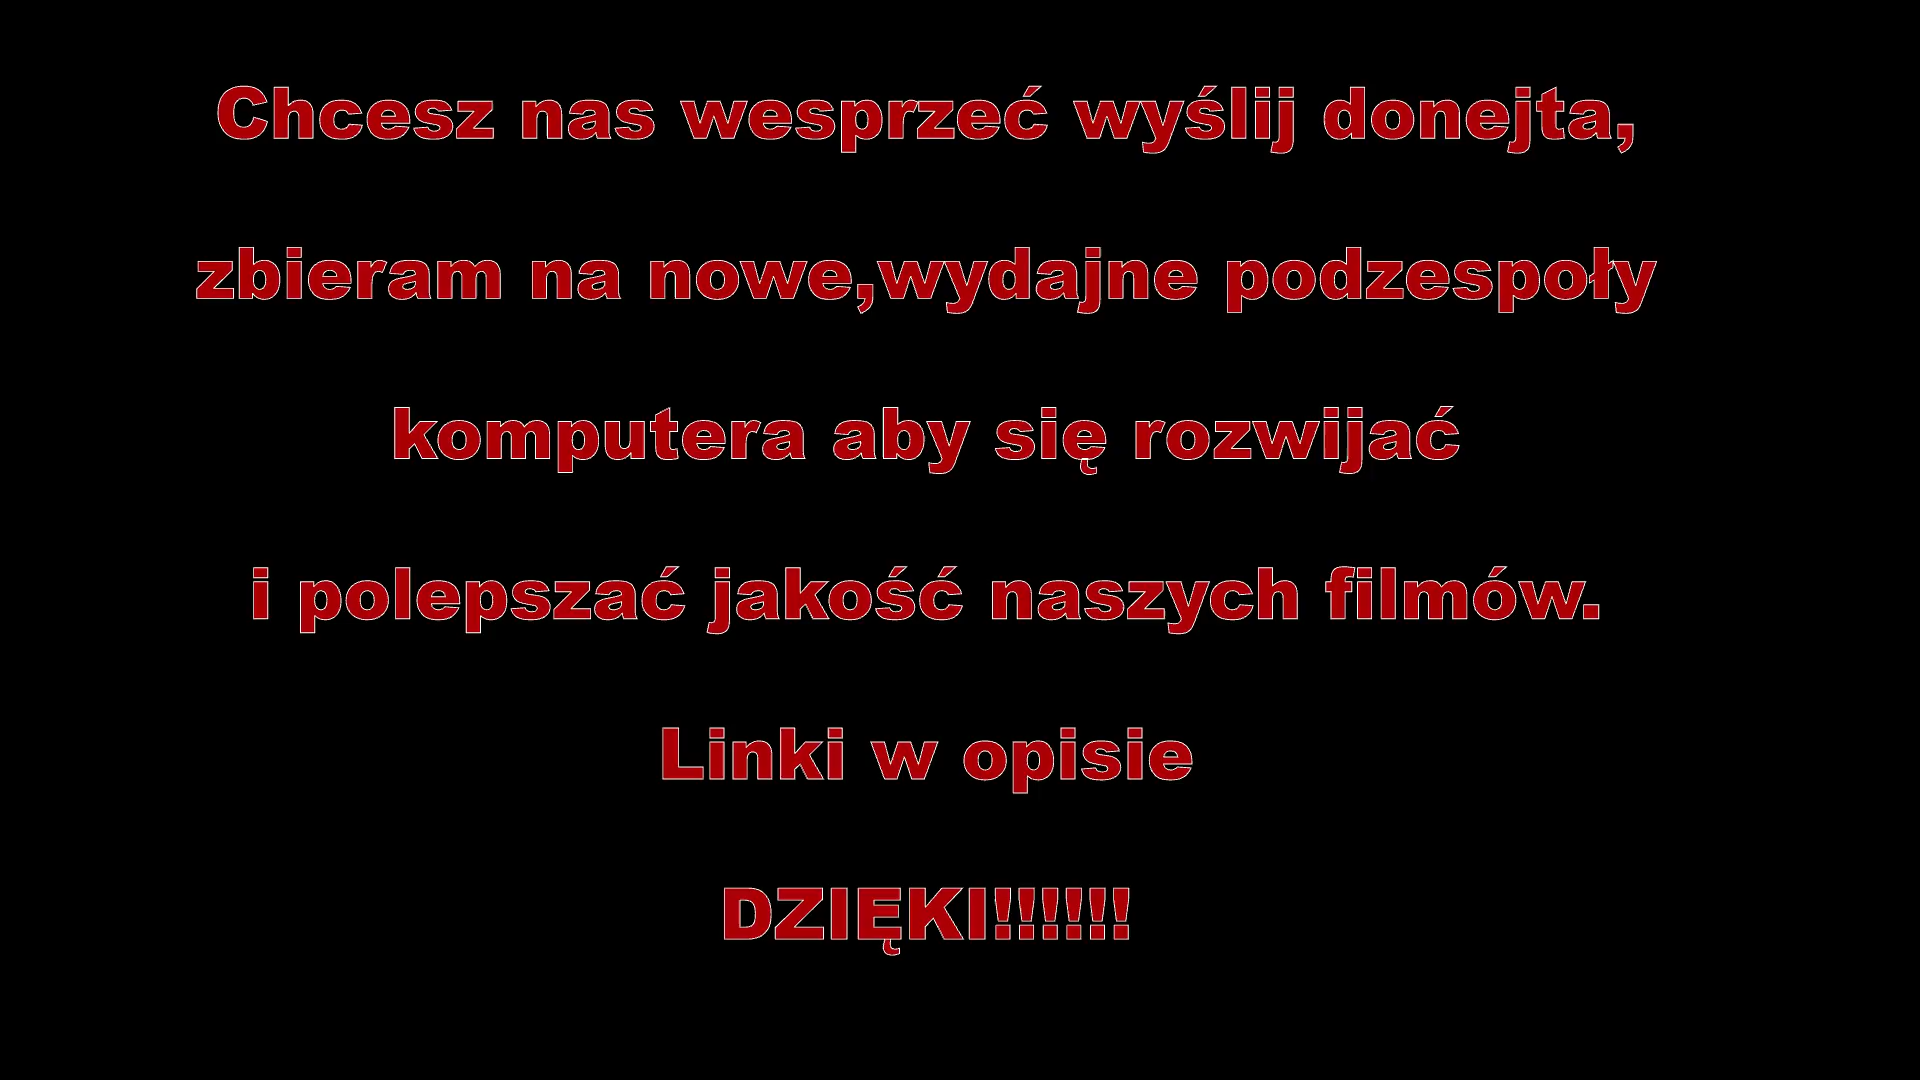 Chcesz nas wesprzeć wyślij donejta,
zbieram na nowe,wydajne podzespoły
komputera aby się rozwijać
i polepszać jakość naszych filmów.
Linki w opisie
DZIĘKI!!!!!!